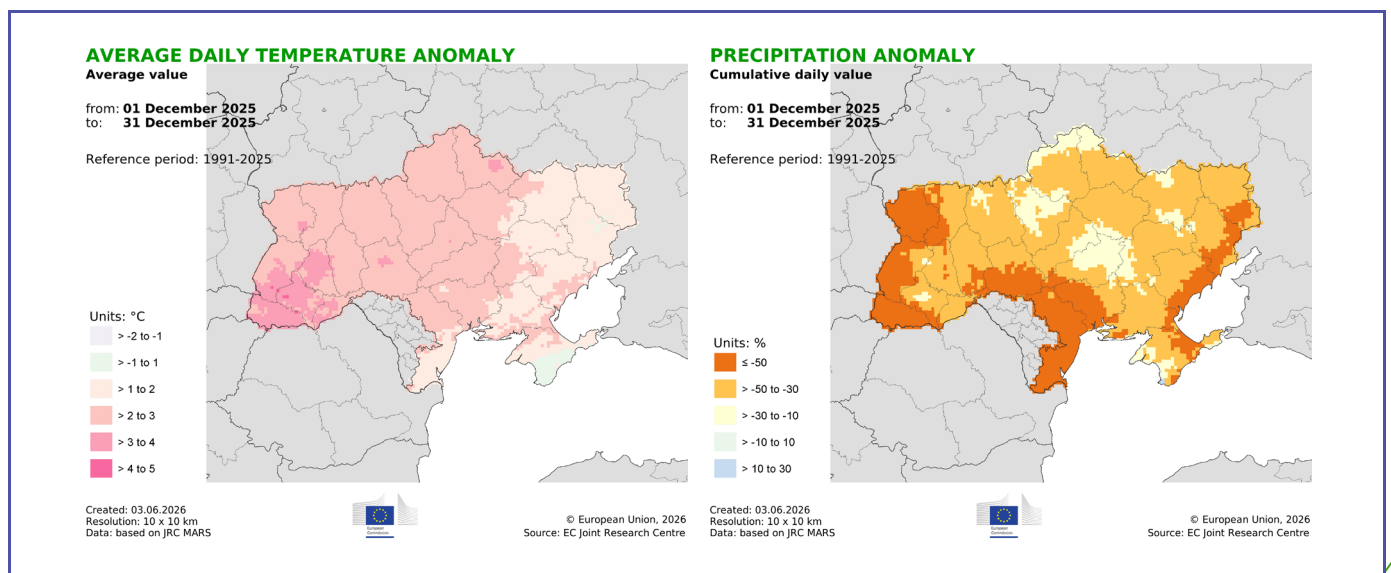 AVERAGE DAILY TEMPERATURE ANOMALY
Average value
from: 01 December 2025
to: 31 December 2025
Reference period: 1991-2025
Units: °C
> -2 to -1
> -1 to 1
> 1 to 2
> 2 to 3
> 3 to 4
> 4 to 5
Created: 03.06.2026
Resolution: 10 x 10 km
Data: based on JRC MARS
European
Commission
© European Union, 2026
Source: EC Joint Research Centre
PRECIPITATION ANOMALY
Cumulative daily value
from: 01 December 2025
to: 31 December 2025
Reference period: 1991-2025
Units: %
≤ -50
> -50 to -30
> -30 to -10
> -10 to 10
> 10 to 30
Created: 03.06.2026
Resolution: 10 x 10 km
Data: based on JRC MARS
European
Commission
© European Union, 2026
Source: EC Joint Research Centre